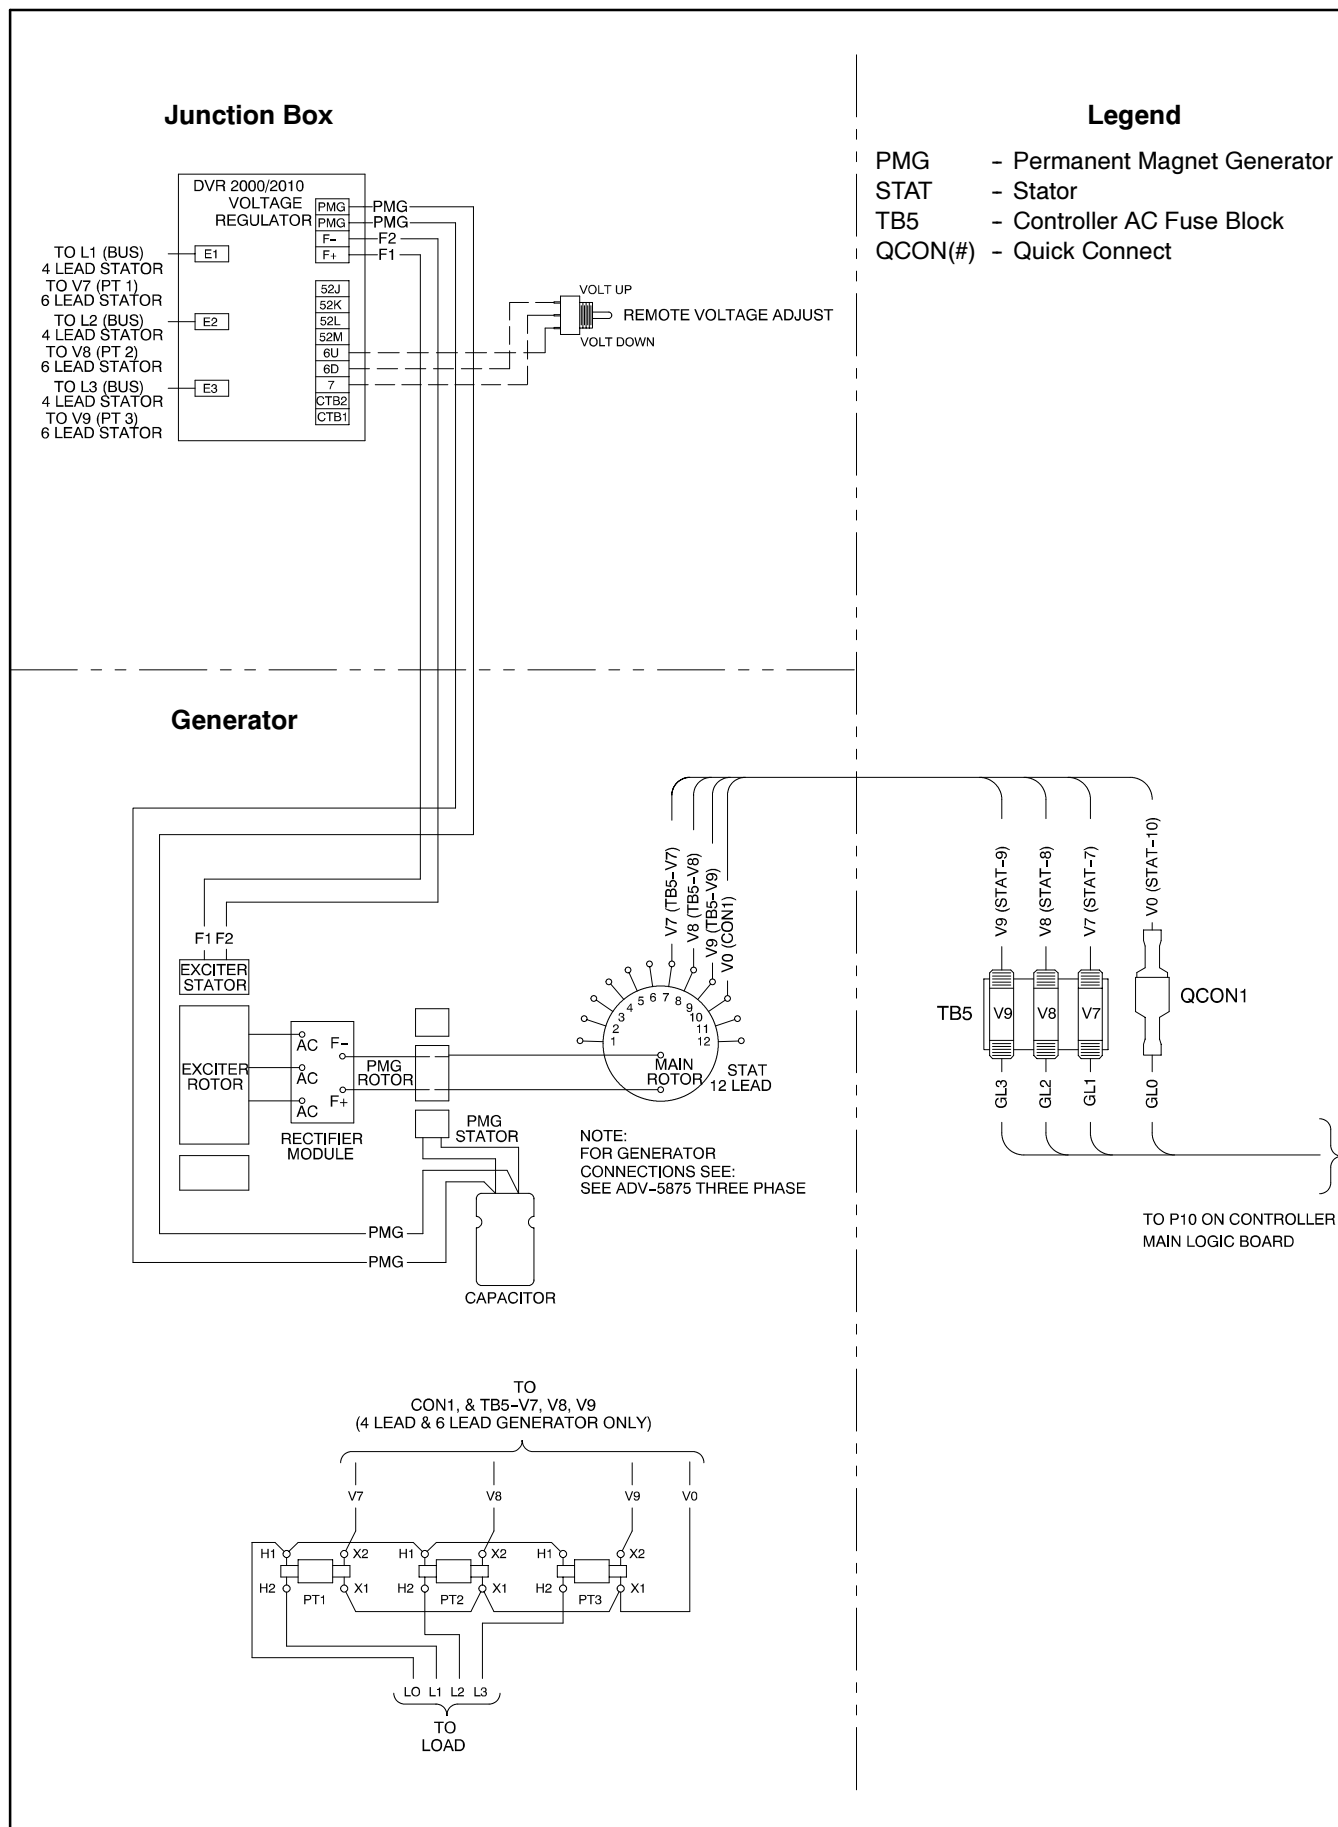 Junction Box
Legend
PMG - Permanent Magnet Generator
STAT - Stator
TB5 - Controller AC Fuse Block
QCON(#) - Quick Connect
DVR 2000/2010
VOLTAGE
REGULATOR
PMG PMG
PMG PMG
F- F2
F+ F1
TO L1 (BUS)
4 LEAD STATOR
E1
TO V7 (PT 1)
6 LEAD STATOR
TO L2 (BUS)
4 LEAD STATOR
E2
TO V8 (PT 2)
6 LEAD STATOR
TO L3 (BUS)
4 LEAD STATOR
E3
TO V9 (PT 3)
6 LEAD STATOR
52J
52K
52L
52M
6U
6D
7
CTB2
CTB1
VOLT UP
REMOTE VOLTAGE ADJUST
VOLT DOWN
Generator
V7 (TB5-V7)
V8 (TB5-V8)
V9 (TB5-V9)
V0 (CON1)
V9 (STAT-9)
V8 (STAT-8)
V7 (STAT-7)
V0 (STAT-10)
F1 F2
EXCITER
STATOR
EXCITER
ROTOR
AC
AC
AC
F-
F+
RECTIFIER
MODULE
PMG
ROTOR
PMG
STATOR
1
2
3
4
5
6
7
8
9
10
11
12
MAIN
ROTOR
STAT
12 LEAD
TB5
V9
V8
V7
QCON1
GL3
GL2
GL1
GL0
NOTE:
FOR GENERATOR
CONNECTIONS SEE:
SEE ADV-5875 THREE PHASE
TO P10 ON CONTROLLER
MAIN LOGIC BOARD
PMG
PMG
CAPACITOR
TO
CON1, & TB5-V7, V8, V9
(4 LEAD & 6 LEAD GENERATOR ONLY)
V7
V8
V9
V0
H1
X2
H1
X2
H1
X2
H2
PT1
X1
H2
PT2
X1
H2
PT3
X1
LO L1 L2 L3
TO
LOAD